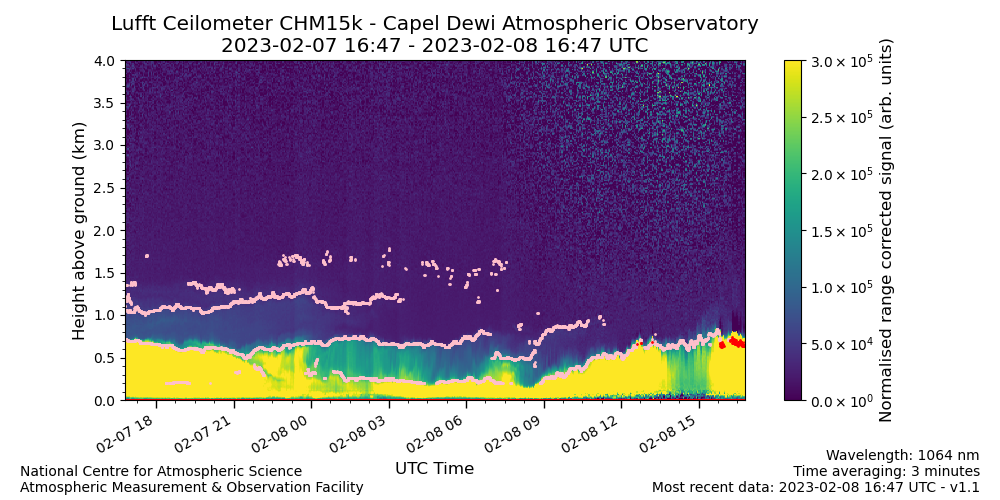 Lufft Ceilometer CHM15k - Capel Dewi Atmospheric Observatory
2023-02-07 16:47 - 2023-02-08 16:47 UTC
4.0
3.5
3.0
2.5
2.0
1.5
1.0
0.5
0.0
Height above ground (km)
02-07 18
02-07 21
02-08 00
02-08 03
02-08 06
02-08 09
02-08 12
02-08 15
UTC Time
3.0 × 10⁵
2.5 × 10⁵
2.0 × 10⁵
1.5 × 10⁵
1.0 × 10⁵
5.0 × 10⁴
0.0 × 10⁰
Normalised range corrected signal (arb. units)
National Centre for Atmospheric Science
Atmospheric Measurement & Observation Facility
Wavelength: 1064 nm
Time averaging: 3 minutes
Most recent data: 2023-02-08 16:47 UTC - v1.1